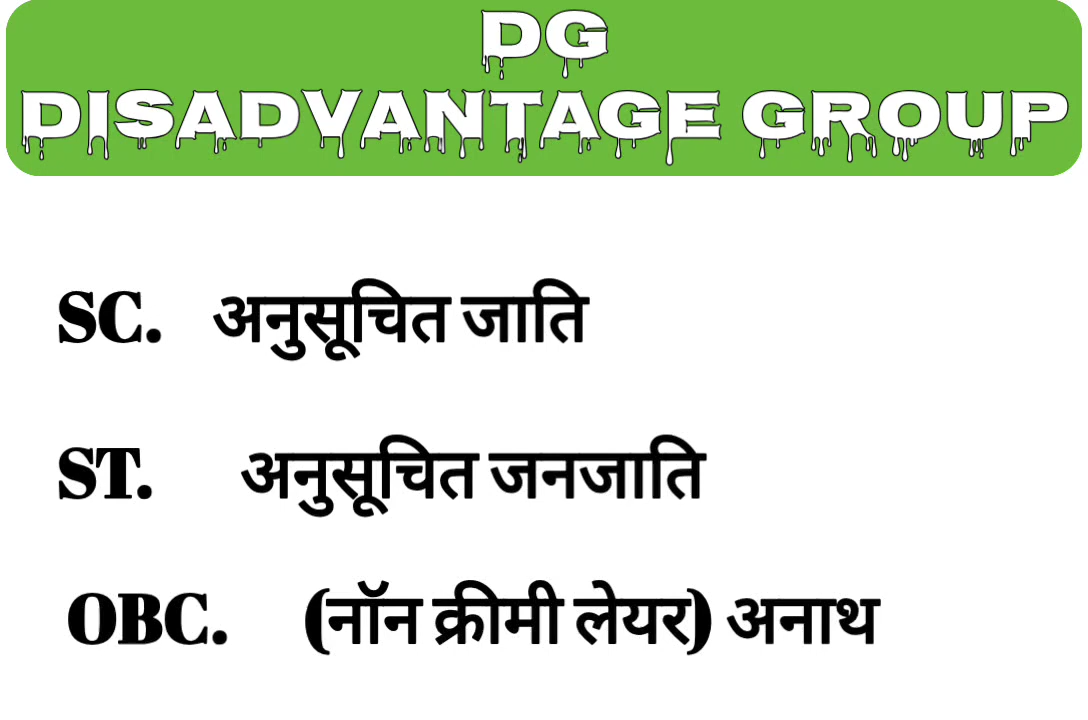 DG
DISADVANTAGE GROUP
SC. अनुसूचित जाति
ST. अनुसूचित जनजाति
OBC. (नॉन क्रीमी लेयर) अनाथ